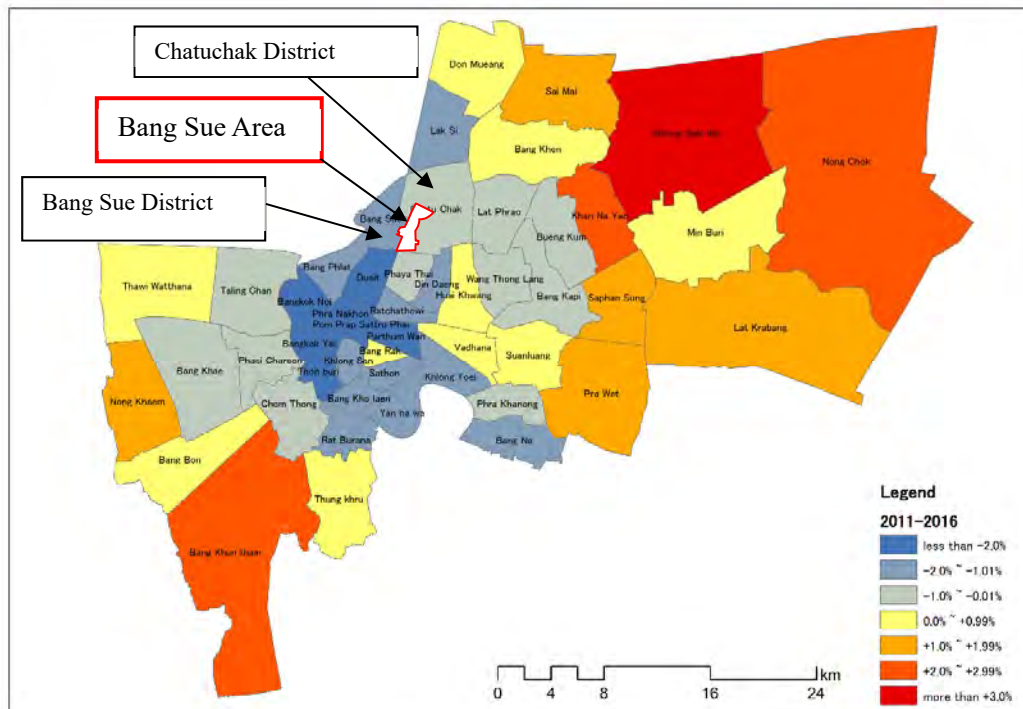 Chatuchak District
Bang Sue Area
Bang Sue District
Don Mueang
Sai Mai
Lak Si
Bang Khen
Nong Chok
Chak
Lat Phrao
Khan Na Yao
Bueng Kum
Min Buri
Bang Phlat
Dusit
Phaya Thai
Din Daeng
Wang Thong Lang
Huai Khwang
Thawi Watthana
Taling Chan
Bangkok Noi
Phra Nakhon
Ratchathewi
Bang Kapi
Saphan Sung
Pom Prap Sattru Phai
Parthum Wan
Lat Krabang
Bangkok Yai
Bang Rak
Vadhana
Suanluang
Bang Khae
Phasi Charoen
Khlong San
Thon buri
Sathon
Khlong Toei
Nong Khaem
Chom Thong
Bang Kho laen
Yan na wa
Phra Khanong
Pra Wet
Rat Burana
Bang Na
Bang Bon
Thung khru
Bang Khun tian
Legend
2011-2016
less than -2.0%
-2.0% ~ -1.01%
-1.0% ~ -0.01%
0.0% ~ +0.99%
+1.0% ~ +1.99%
+2.0% ~ +2.99%
more than +3.0%
km
0 4 8 16 24